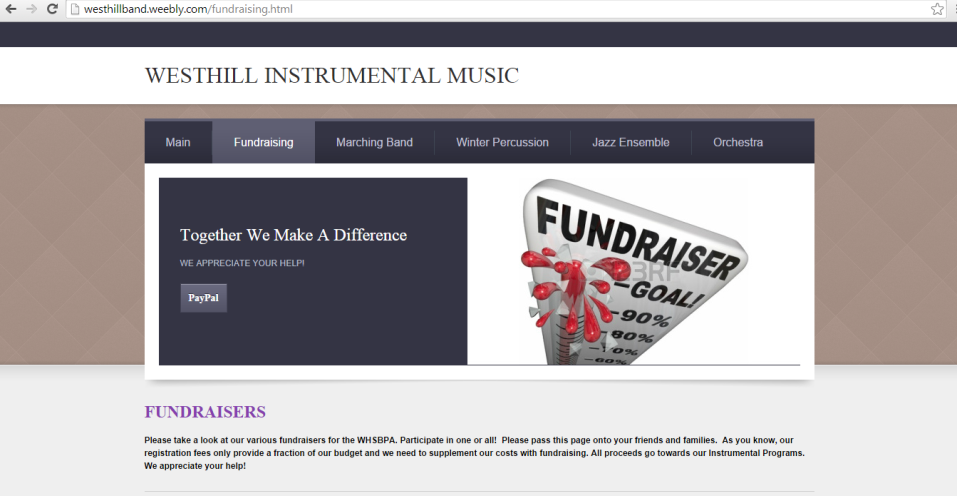 westhillband.weebly.com/fundraising.html
WESTHILL INSTRUMENTAL MUSIC
Main Fundraising Marching Band Winter Percussion Jazz Ensemble Orchestra
Together We Make A Difference
WE APPRECIATE YOUR HELP!
PayPal
FUNDRAISER
GOAL!
90%
80%
60%
FUNDRAISERS
Please take a look at our various fundraisers for the WHSBPA. Participate in one or all! Please pass this page onto your friends and families. As you know, our
registration fees only provide a fraction of our budget and we need to supplement our costs with fundraising. All proceeds go towards our Instrumental Programs.
We appreciate your help!